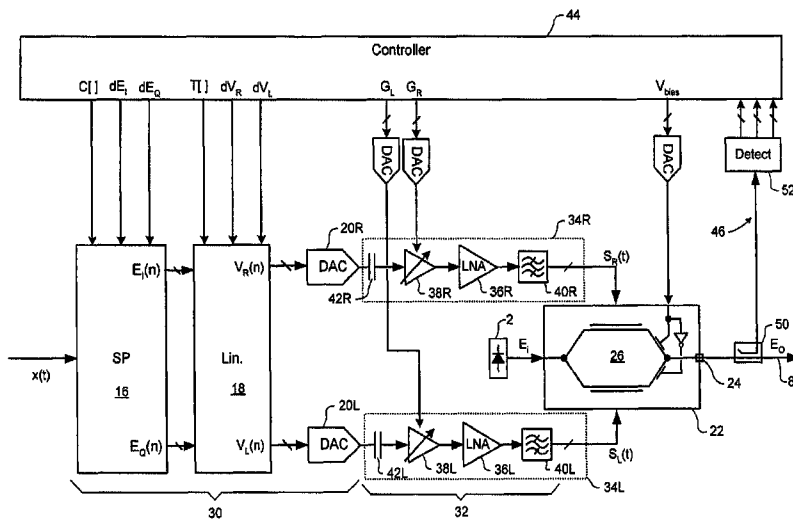 44
Controller
C[ ] dE_I dE_Q T[ ] dV_R dV_L G_L G_R V_bias
DAC DAC DAC
Detect
52
46
20R
34R
E_I(n)
V_R(n)
DAC
LNA
S_R(t)
42R
38R
36R
40R
2
50
SP
16
Lin.
18
E_i
26
E_O
x(t)
24
8
20L
22
E_Q(n)
V_L(n)
DAC
LNA
S_L(t)
42L
38L
36L
40L
34L
30
32